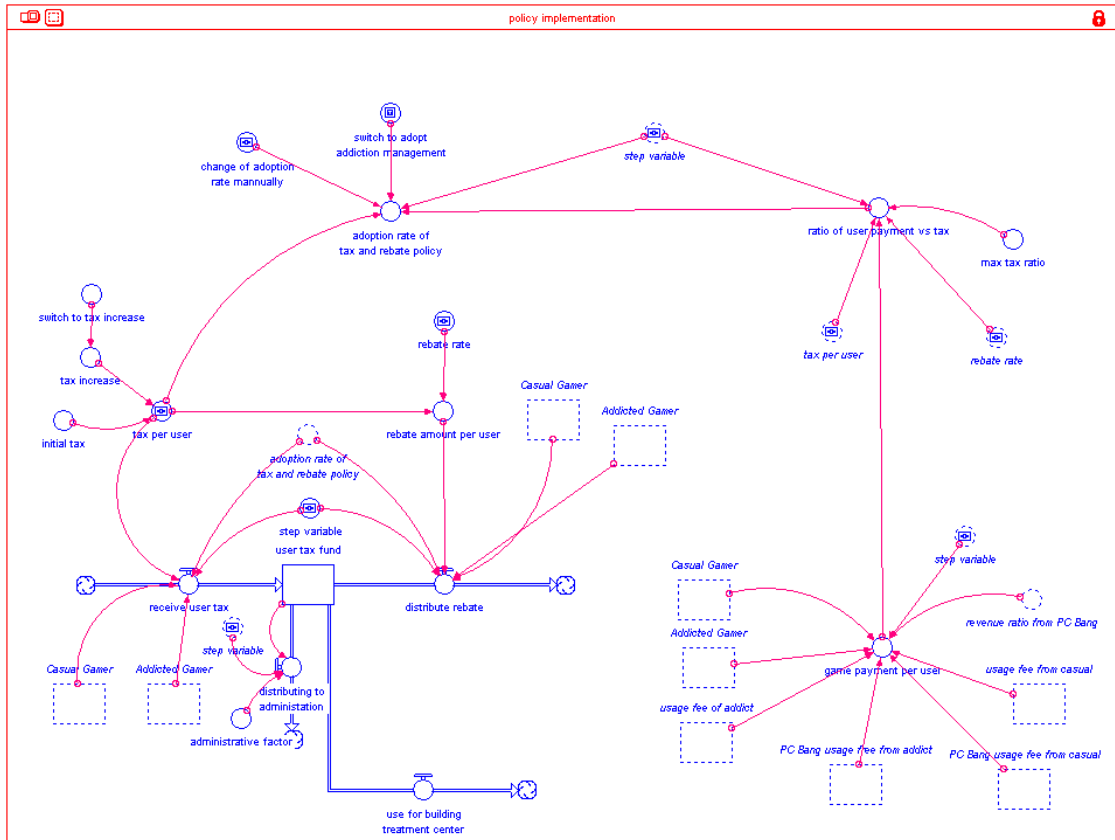 policy implementation
switch to adopt
addiction management
change of adoption
rate mannually
step variable
adoption rate of
tax and rebate policy
ratio of user payment vs tax
max tax ratio
switch to tax increase
rebate rate
tax per user
rebate rate
tax increase
Casual Gamer
Addicted Gamer
initial tax
tax per user
rebate amount per user
adoption rate of
tax and rebate policy
step variable
user tax fund
step variable
Casual Gamer
receive user tax
distribute rebate
revenue ratio from PC Bang
Addicted Gamer
step variable
Casual Gamer
Addicted Gamer
game payment per user
usage fee from casual
distributing to
administation
usage fee of addict
administrative factor
PC Bang usage fee from addict
PC Bang usage fee from casual
use for building
treatment center